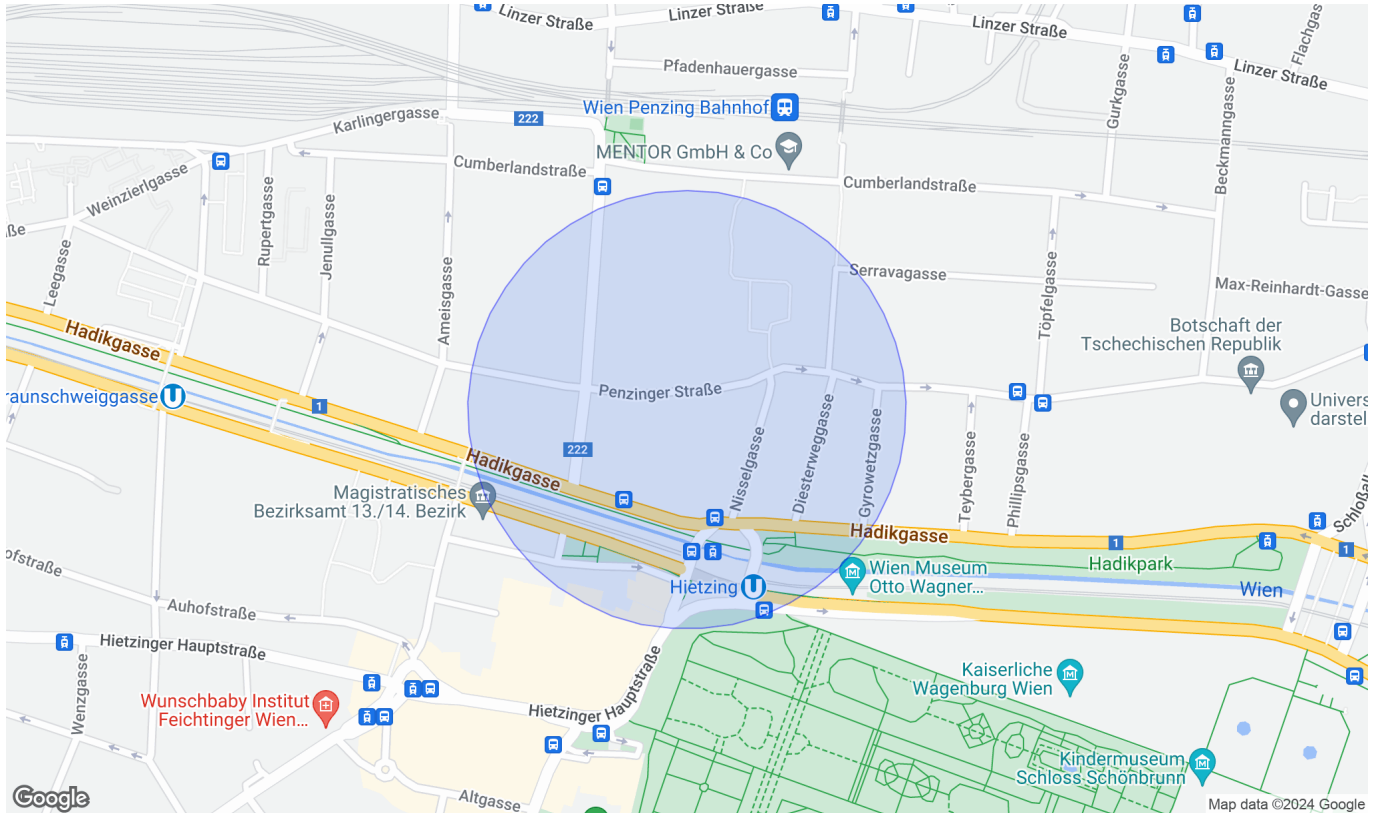 Linzer Straße
Linzer Straße
Linzer Straße
Linzer Straße
Flachgas
Pfadenhauergasse
Gurkgasse
Beckmanngasse
Wien Penzing Bahnhof
Karlingergasse
222
MENTOR GmbH & Co
Cumberlandstraße
Cumberlandstraße
Weinzierlgasse
Rupertgasse
Jenullgasse
Ameisgasse
ße
Leegasse
Serravagasse
Töpfelgasse
Max-Reinhardt-Gasse
Hadikgasse
Botschaft der
Tschechischen Republik
raunschweiggasse
1
Penzinger Straße
Univers
darstel
222
Nisselgasse
Diesterweggasse
Gyrowetzgasse
Teybergasse
Phillipsgasse
Hadikgasse
Magistratisches
Bezirksamt 13./14. Bezirk
Schloßall
Hadikgasse
1
1
ofstraße
Hadikpark
Wien Museum
Otto Wagner...
Hietzing
Wien
Auhofstraße
Hietzinger Hauptstraße
Wenzgasse
Hietzinger Hauptstraße
Kaiserliche
Wagenburg Wien
Wunschbaby Institut
Feichtinger Wien...
Kindermuseum
Schloss Schönbrunn
Altgasse
Google
Map data ©2024 Google